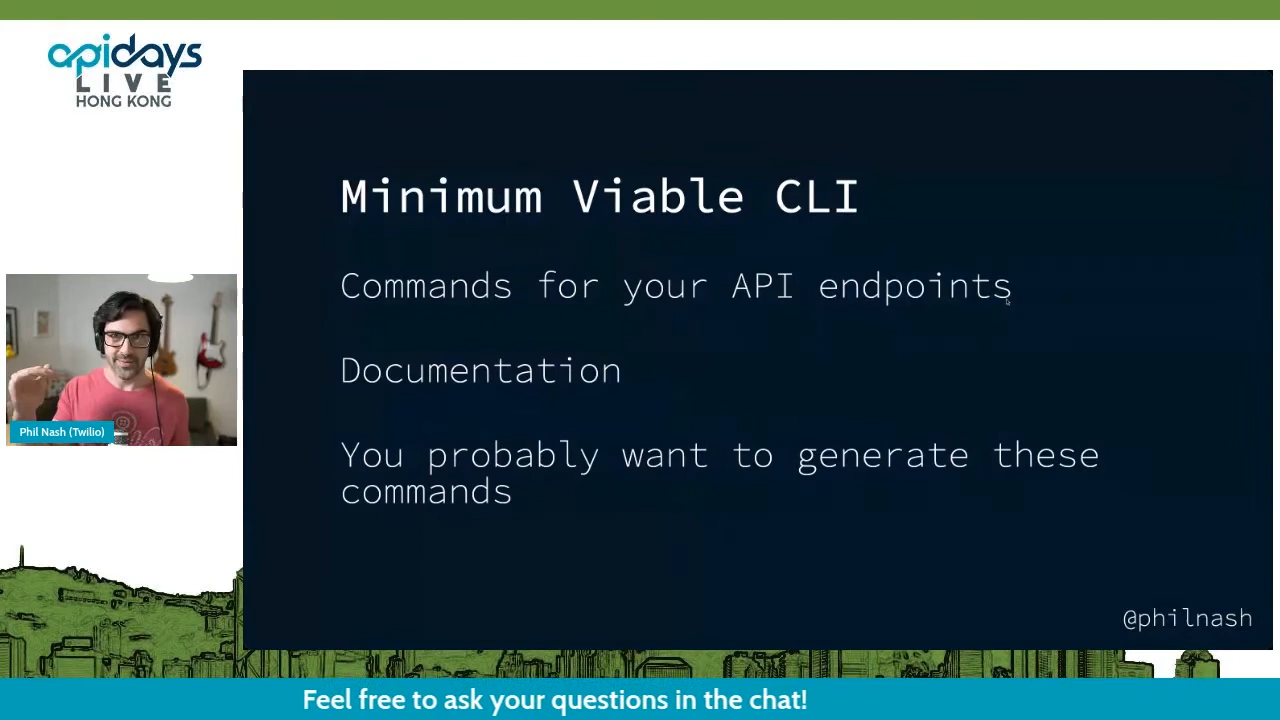 apidays
LIVE
HONG KONG
Minimum Viable CLI
Commands for your API endpoints
Documentation
You probably want to generate these
commands
Phil Nash (Twilio)
@philnash
Feel free to ask your questions in the chat!